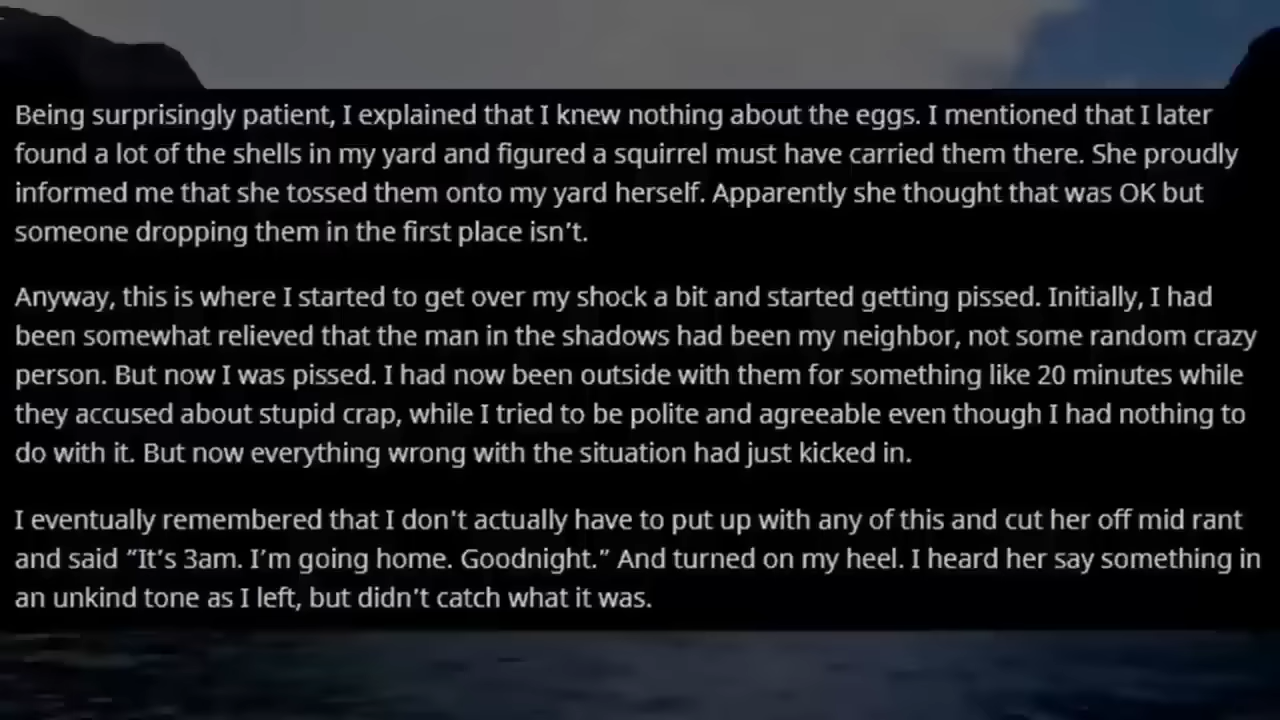 Being surprisingly patient, I explained that I knew nothing about the eggs. I mentioned that I later
found a lot of the shells in my yard and figured a squirrel must have carried them there. She proudly
informed me that she tossed them onto my yard herself. Apparently she thought that was OK but
someone dropping them in the first place isn’t.
Anyway, this is where I started to get over my shock a bit and started getting pissed. Initially, I had
been somewhat relieved that the man in the shadows had been my neighbor, not some random crazy
person. But now I was pissed. I had now been outside with them for something like 20 minutes while
they accused about stupid crap, while I tried to be polite and agreeable even though I had nothing to
do with it. But now everything wrong with the situation had just kicked in.
I eventually remembered that I don't actually have to put up with any of this and cut her off mid rant
and said “It’s 3am. I’m going home. Goodnight.” And turned on my heel. I heard her say something in
an unkind tone as I left, but didn’t catch what it was.